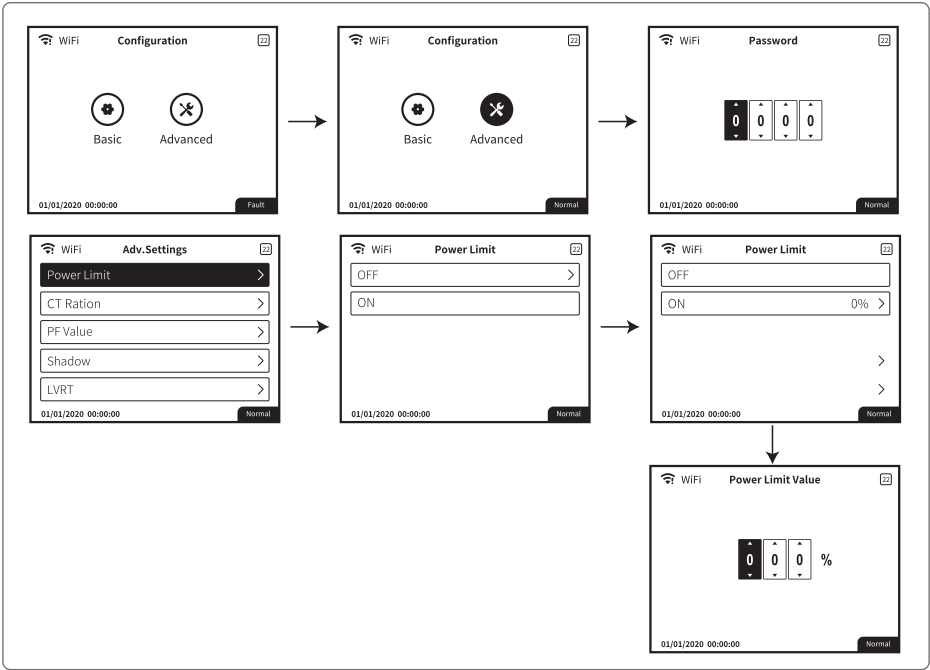 WiFi Configuration 22
Basic Advanced
01/01/2020 00:00:00 Fault
WiFi Configuration 22
Basic Advanced
01/01/2020 00:00:00 Normal
WiFi Password 22
0 0 0 0
01/01/2020 00:00:00 Normal
WiFi Adv.Settings 22
Power Limit
CT Ration
PF Value
Shadow
LVRT
01/01/2020 00:00:00 Normal
WiFi Power Limit 22
OFF
ON
01/01/2020 00:00:00 Normal
WiFi Power Limit 22
OFF
ON 0%
01/01/2020 00:00:00 Normal
WiFi Power Limit Value 22
0 0 0 %
01/01/2020 00:00:00 Normal